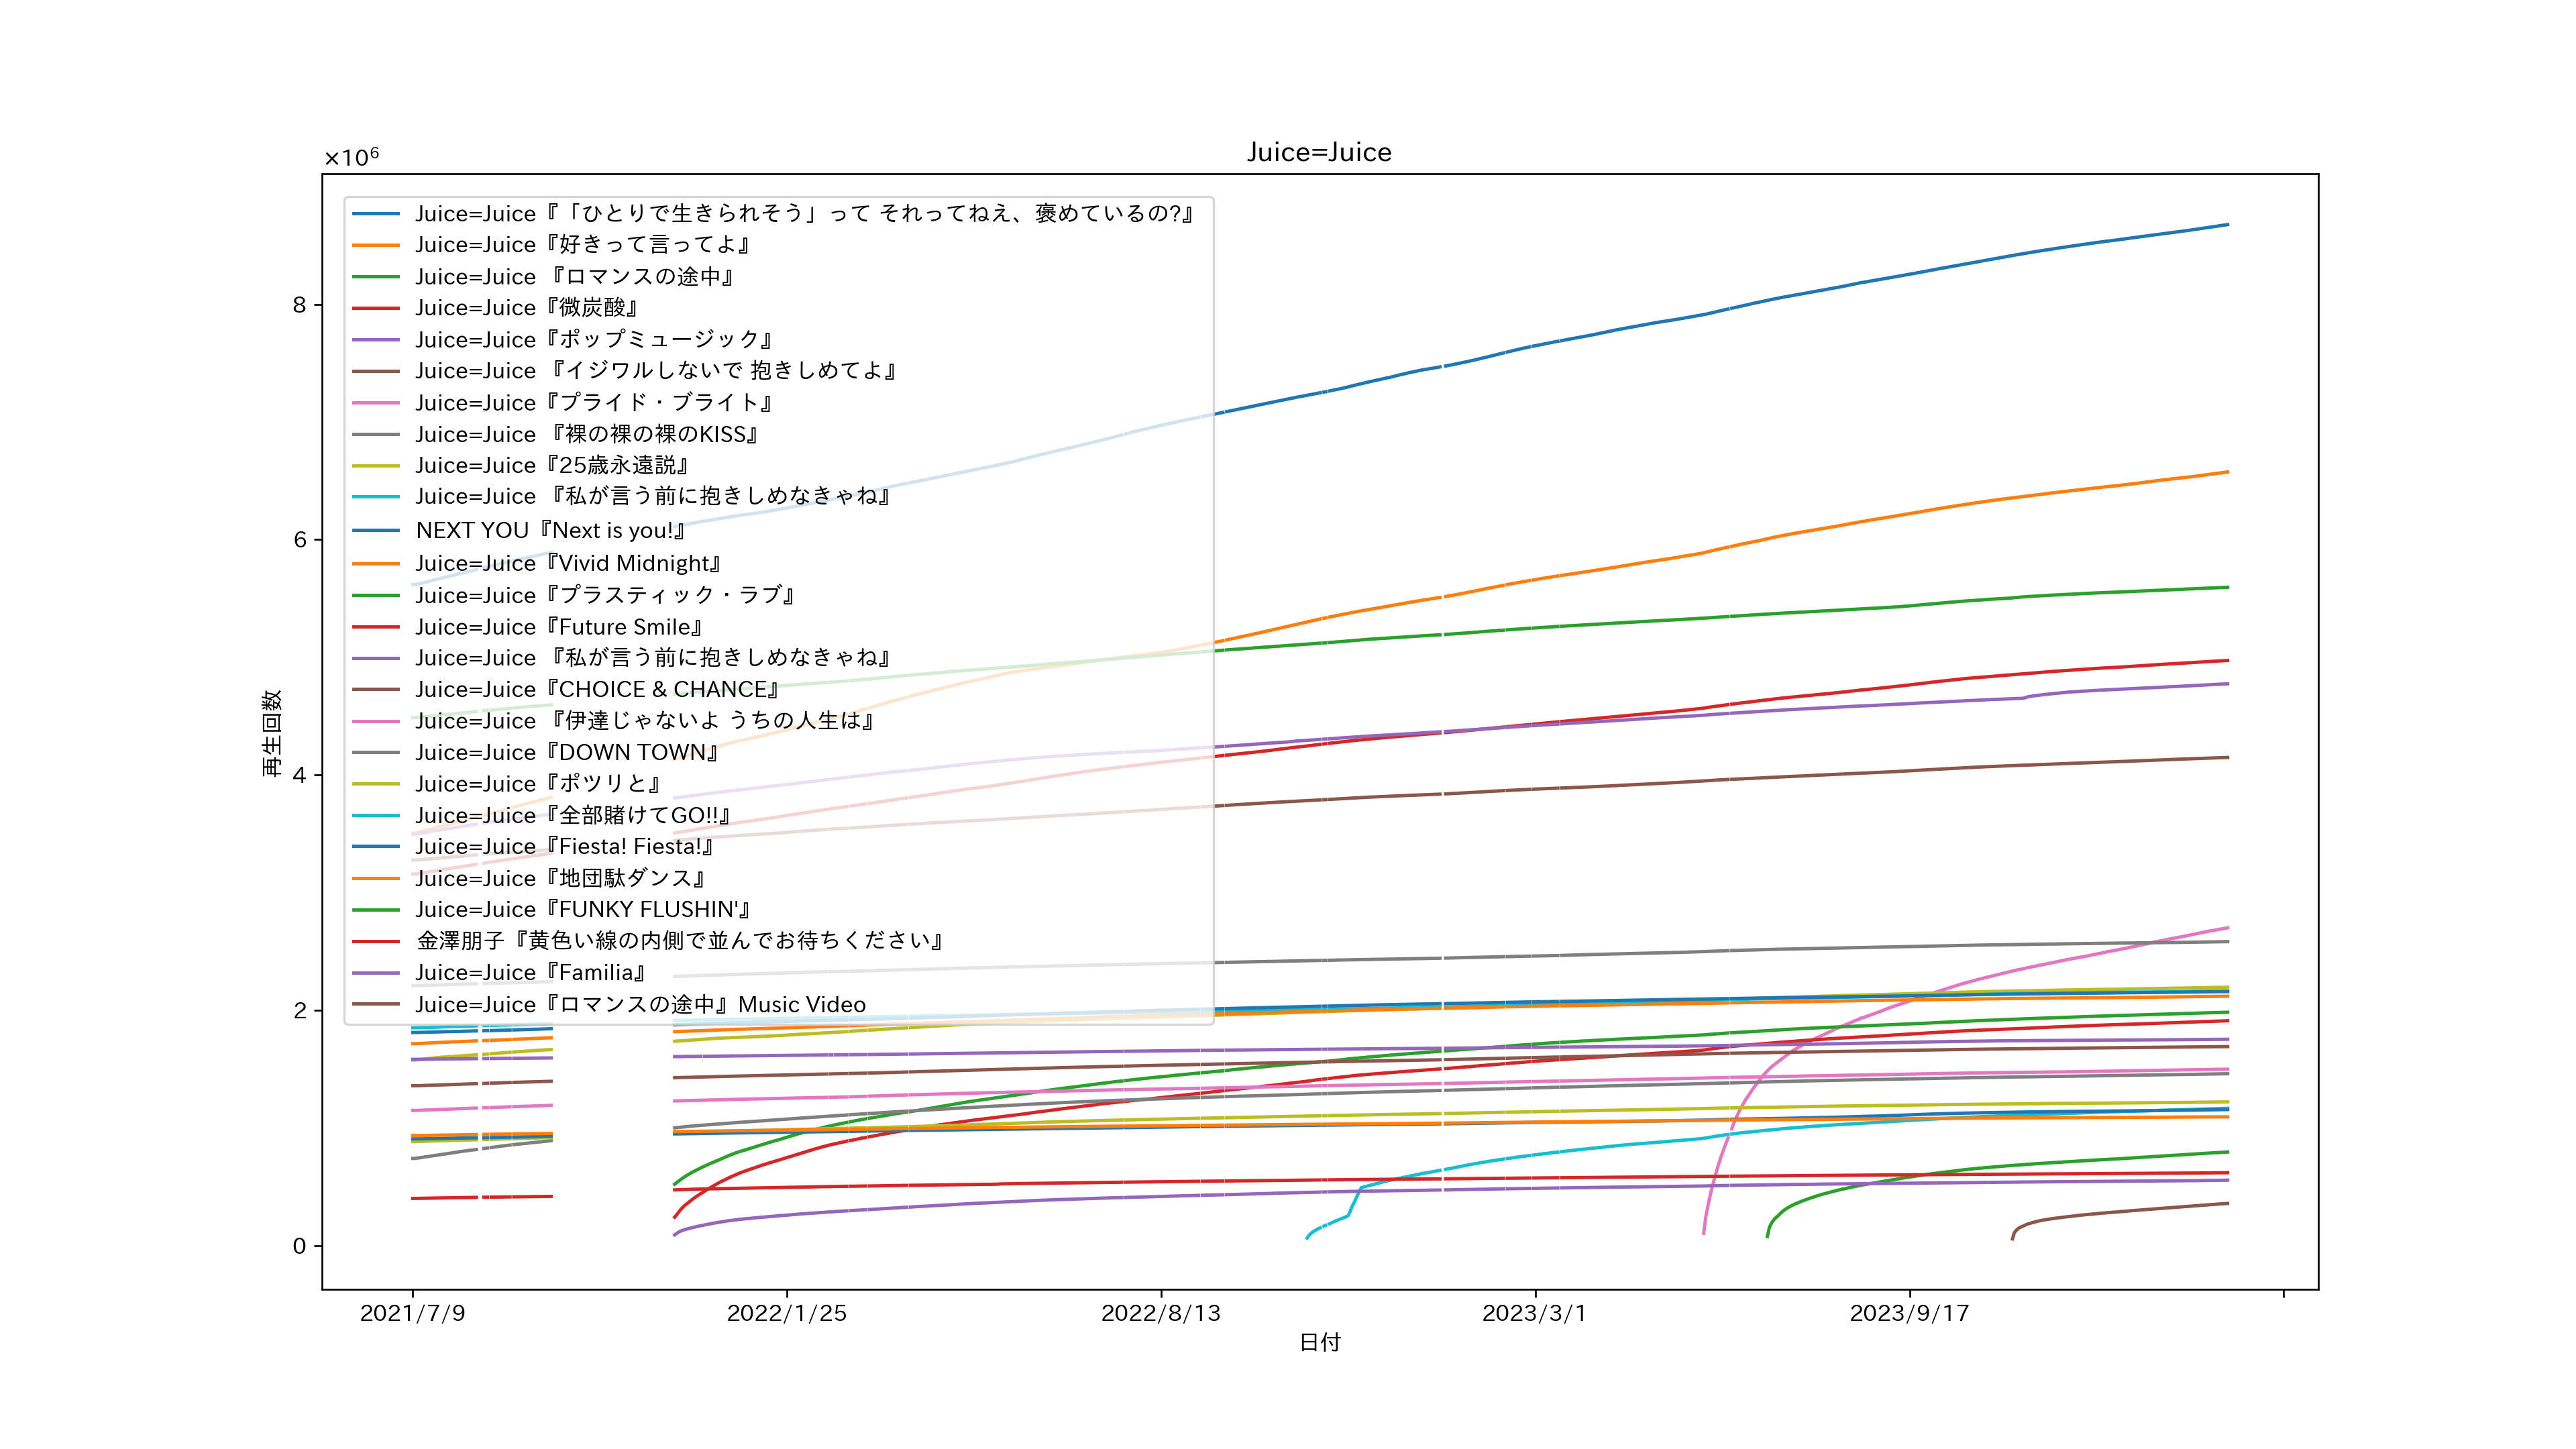 Juice=Juice
×10⁶
Juice=Juice『「ひとりで生きられそう」って それってねえ、褒めているの?』
Juice=Juice『好きって言ってよ』
Juice=Juice 『ロマンスの途中』
Juice=Juice『微炭酸』
Juice=Juice『ポップミュージック』
Juice=Juice 『イジワルしないで 抱きしめてよ』
Juice=Juice『プライド・ブライト』
Juice=Juice 『裸の裸の裸のKISS』
Juice=Juice『25歳永遠説』
Juice=Juice 『私が言う前に抱きしめなきゃね』
NEXT YOU『Next is you!』
Juice=Juice『Vivid Midnight』
Juice=Juice『プラスティック・ラブ』
Juice=Juice『Future Smile』
Juice=Juice 『私が言う前に抱きしめなきゃね』
Juice=Juice『CHOICE & CHANCE』
Juice=Juice『伊達じゃないよ うちの人生は』
Juice=Juice『DOWN TOWN』
Juice=Juice『ポツリと』
Juice=Juice『全部賭けてGO!!』
Juice=Juice『Fiesta! Fiesta!』
Juice=Juice『地団駄ダンス』
Juice=Juice『FUNKY FLUSHIN'』
金澤朋子『黄色い線の内側で並んでお待ちください』
Juice=Juice『Familia』
Juice=Juice『ロマンスの途中』Music Video
8
6
4
2
0
再生回数
2021/7/9
2022/1/25
2022/8/13
2023/3/1
2023/9/17
日付